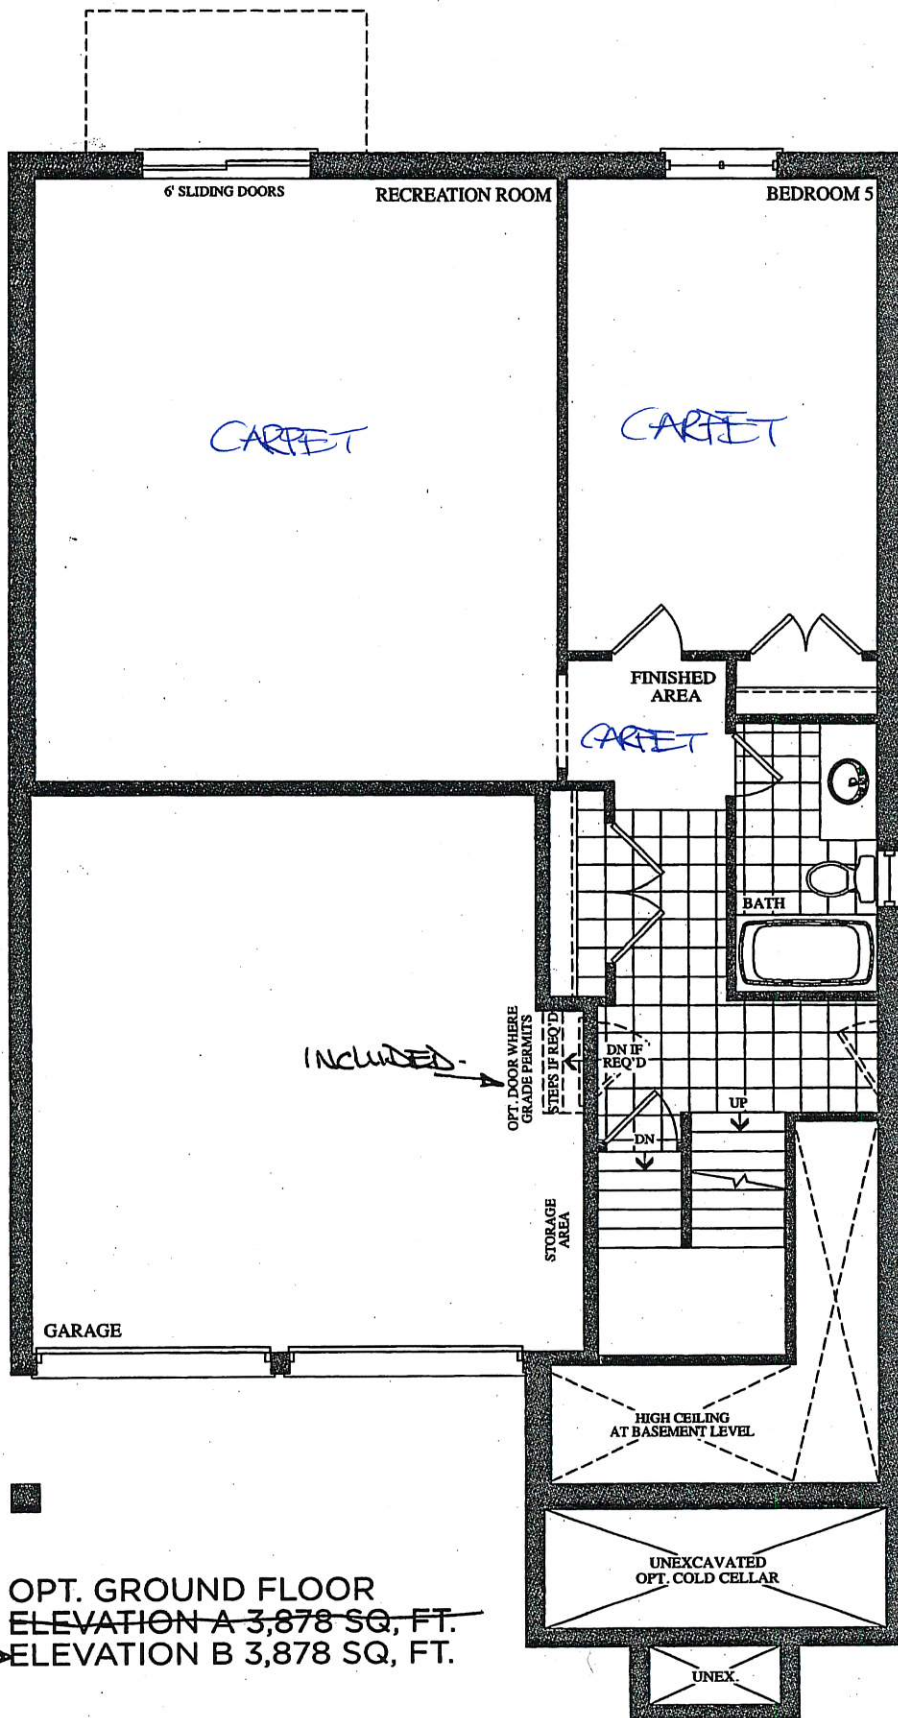 6' SLIDING DOORS
RECREATION ROOM
BEDROOM 5
CARPET
CARPET
FINISHED
AREA
CARPET
BATH
OPT. DOOR WHERE
GRADE PERMITS
STEPS IF REQ'D
DN IF
REQ'D
INCLUDED-
UP
DN
STORAGE
AREA
GARAGE
HIGH CEILING
AT BASEMENT LEVEL
UNEXCAVATED
OPT. COLD CELLAR
OPT. GROUND FLOOR
ELEVATION A 3,878 SQ, FT.
ELEVATION B 3,878 SQ, FT.
UNEX.